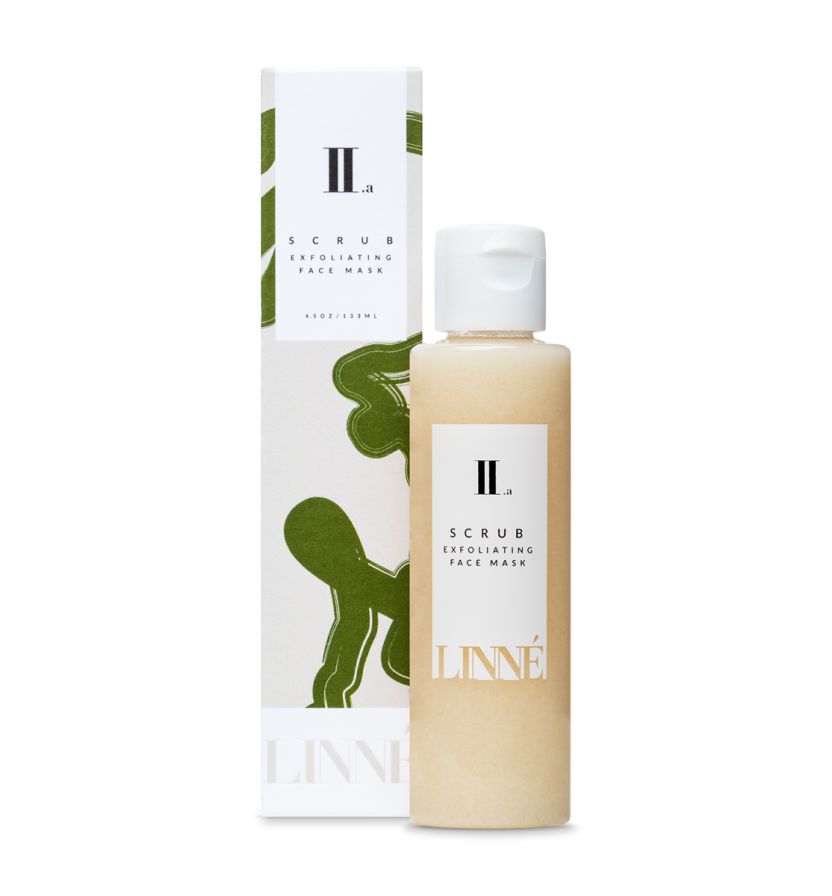 II.a
SCRUB
EXFOLIATING
FACE MASK
4.5OZ/133ML
LINNÉ
II.a
SCRUB
EXFOLIATING
FACE MASK
LINNÉ